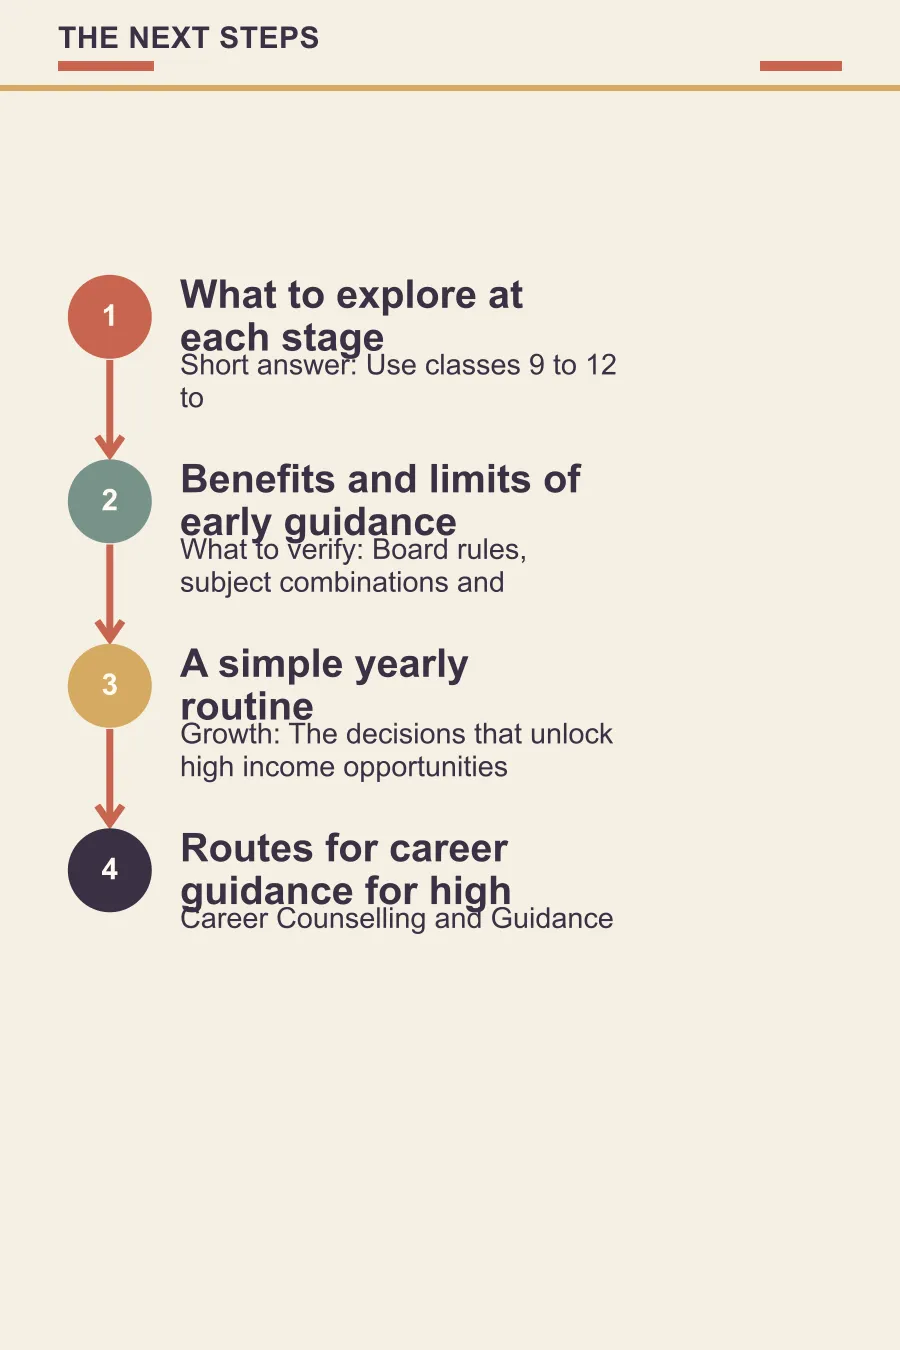 THE NEXT STEPS
1
What to explore at
each stage
Short answer: Use classes 9 to 12
to
2
Benefits and limits of
early guidance
What to verify: Board rules,
subject combinations and
3
A simple yearly
routine
Growth: The decisions that unlock
high income opportunities
4
Routes for career
guidance for high
Career Counselling and Guidance